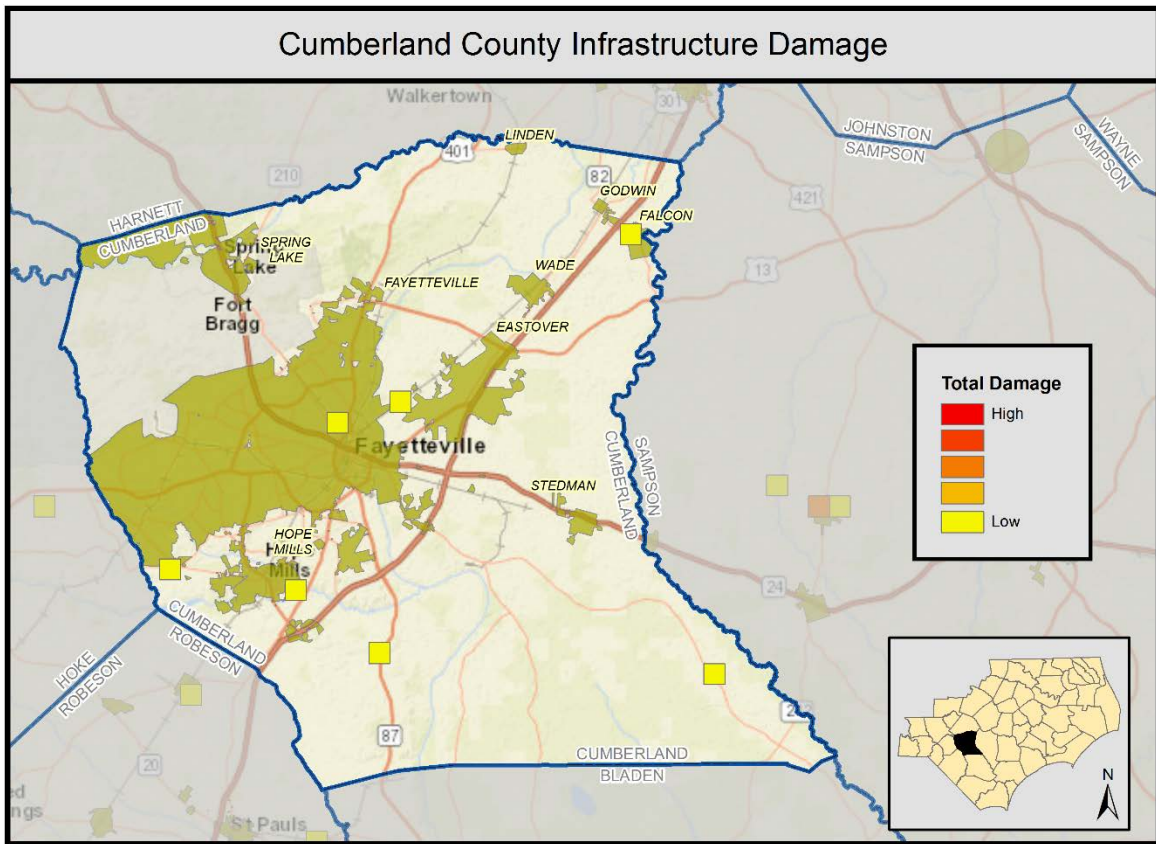 Cumberland County Infrastructure Damage
Walkertown
301
JOHNSTON
SAMPSON
WAYNE
SAMPSON
LINDEN
401
210
82
421
GODWIN
FALCON
HARNETT
CUMBERLAND
SPRING
LAKE
Spring
Lake
WADE
13
FAYETTEVILLE
Fort
Bragg
EASTOVER
Total Damage
High
Low
Fayetteville
SAMPSON
CUMBERLAND
STEDMAN
HOPE
MILLS
Mills
24
CUMBERLAND
ROBESON
HOKE
ROBESON
87
CUMBERLAND
BLADEN
20
St Pauls
N